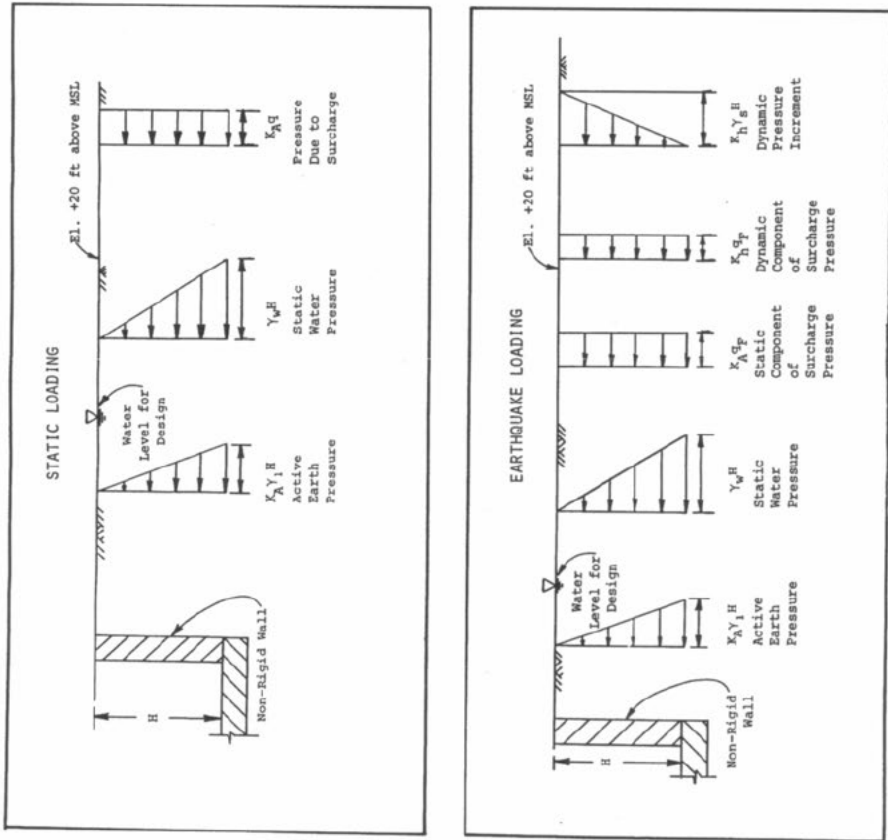 STATIC LOADING
El. +20 ft above MSL
Water
Level for
Design
H
Non-Rigid Wall
K_Aγ_1H
Active
Earth
Pressure
γ_wH
Static
Water
Pressure
K_Aq
Pressure
Due to
Surcharge
EARTHQUAKE LOADING
El. +20 ft above MSL
Water
Level for
Design
H
Non-Rigid
Wall
K_Aγ_1H
Active
Earth
Pressure
γ_wH
Static
Water
Pressure
K_Aq_F
Static
Component
of
Surcharge
Pressure
K_hq_F
Dynamic
Component
of
Surcharge
Pressure
K_hγ_sH
Dynamic
Pressure
Increment